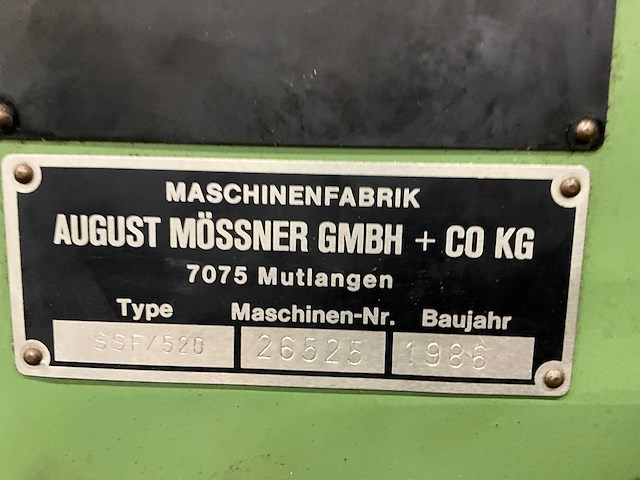 MASCHINENFABRIK
AUGUST MÖSSNER GMBH + CO KG
7075 Mutlangen
Type Maschinen-Nr. Baujahr
SSF/520 26525 1986